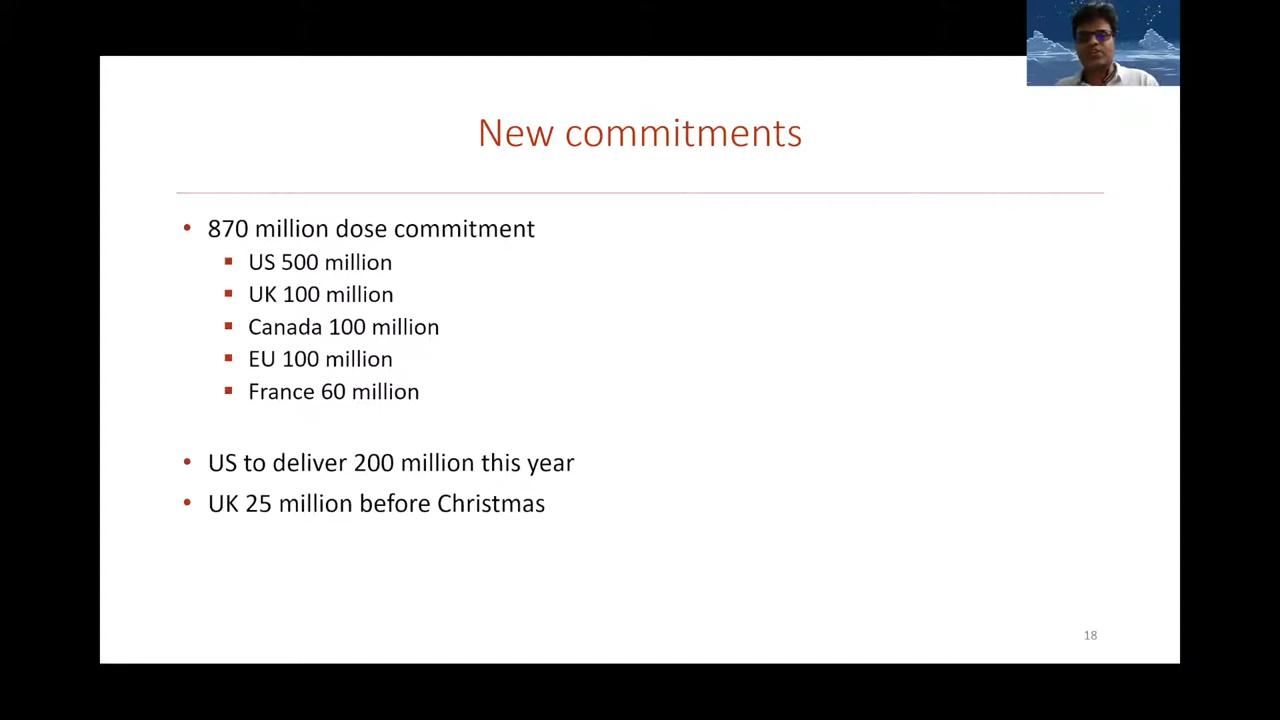 New commitments
• 870 million dose commitment
▪ US 500 million
▪ UK 100 million
▪ Canada 100 million
▪ EU 100 million
▪ France 60 million
• US to deliver 200 million this year
• UK 25 million before Christmas
18